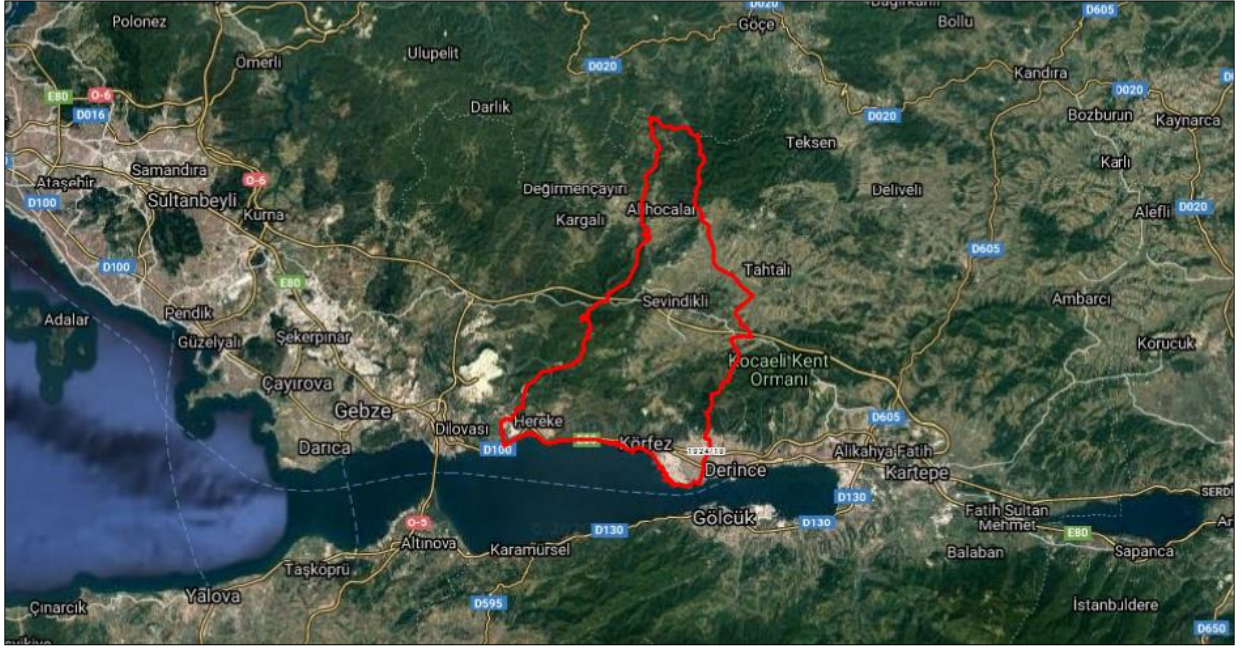 D020
D605
Polonez
Göçe
Bollu
Ulupelit
Ömerli
D020
Kandıra
E80
O-6
D016
Darlık
D020
D020
Bozburun
Kaynarca
Teksen
Samandıra
Karlı
Ataşehir
O-6
Değirmençayırı
Deliveli
D100
Sultanbeyli
Kurna
Kargalı
D020
Alefli
D605
D100
Tahtalı
E80
Sevindikli
Ambarcı
Adalar
Pendik
Güzelyalı
Şekerpınar
Korucuk
Kocaeli Kent
Ormanı
Çayırova
Gebze
Hereke
D605
Dilovası
Körfez
Darıca
D100
Alikahya Fatih
Derince
Kartepe
D130
O-5
Gölcük
D130
Fatih Sultan
Mehmet
D130
E80
Altınova
Karamürsel
Balaban
Sapanca
Taşköprü
Yalova
D595
Çınarcık
İstanbuldere
D650